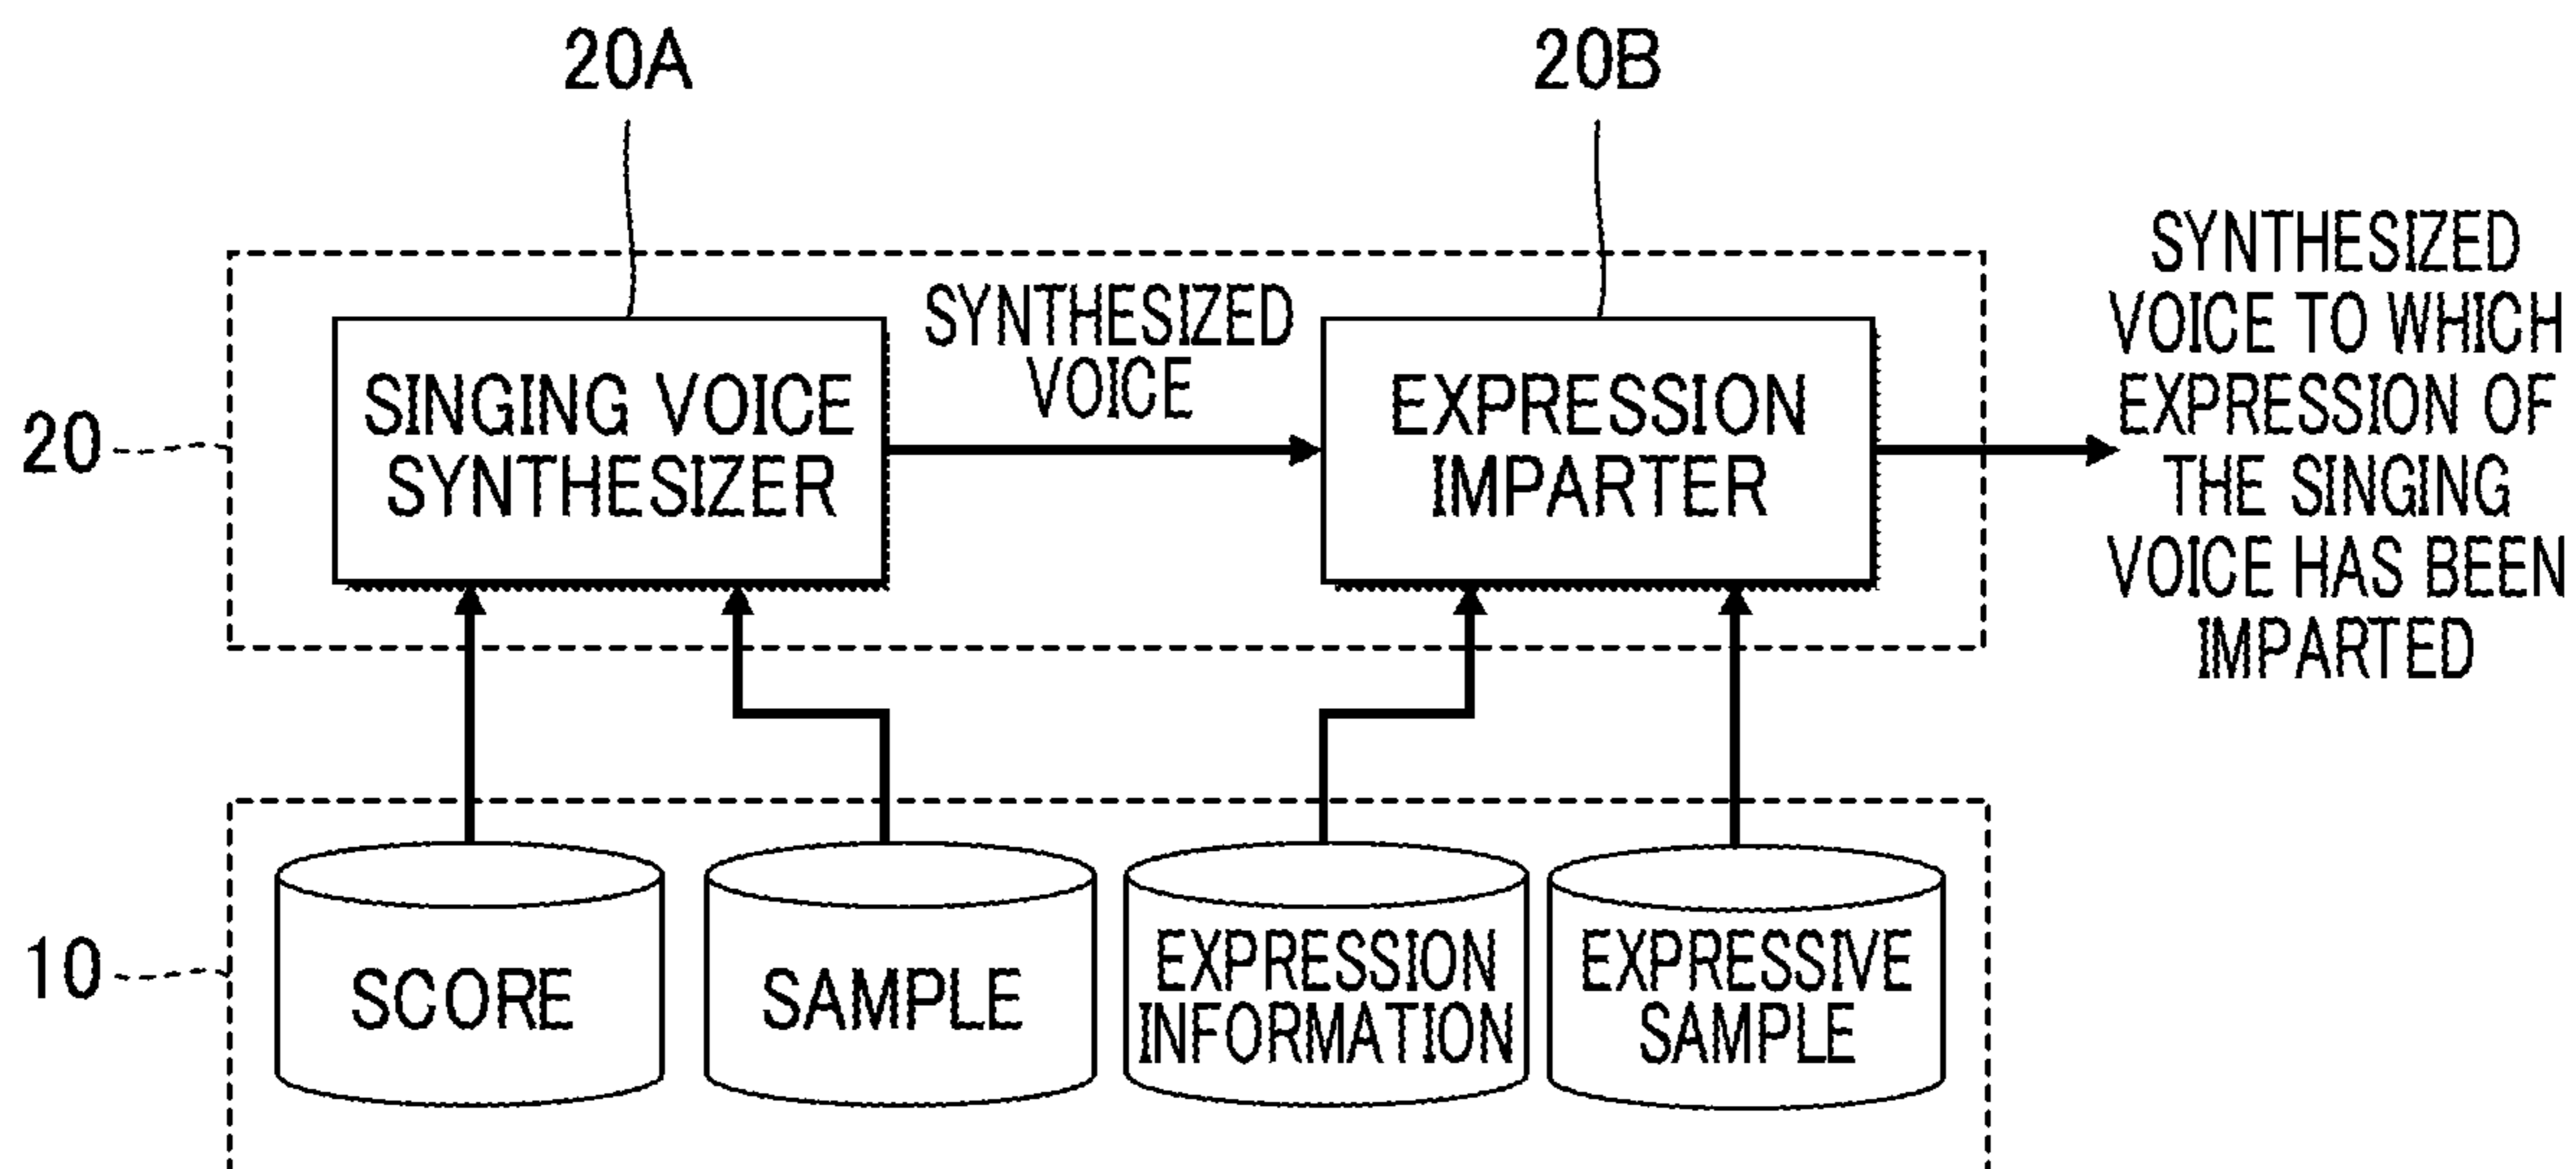 20A
20B
20
SINGING VOICE
SYNTHESIZER
SYNTHESIZED
VOICE
EXPRESSION
IMPARTER
SYNTHESIZED
VOICE TO WHICH
EXPRESSION OF
THE SINGING
VOICE HAS BEEN
IMPARTED
10
SCORE
SAMPLE
EXPRESSION
INFORMATION
EXPRESSIVE
SAMPLE